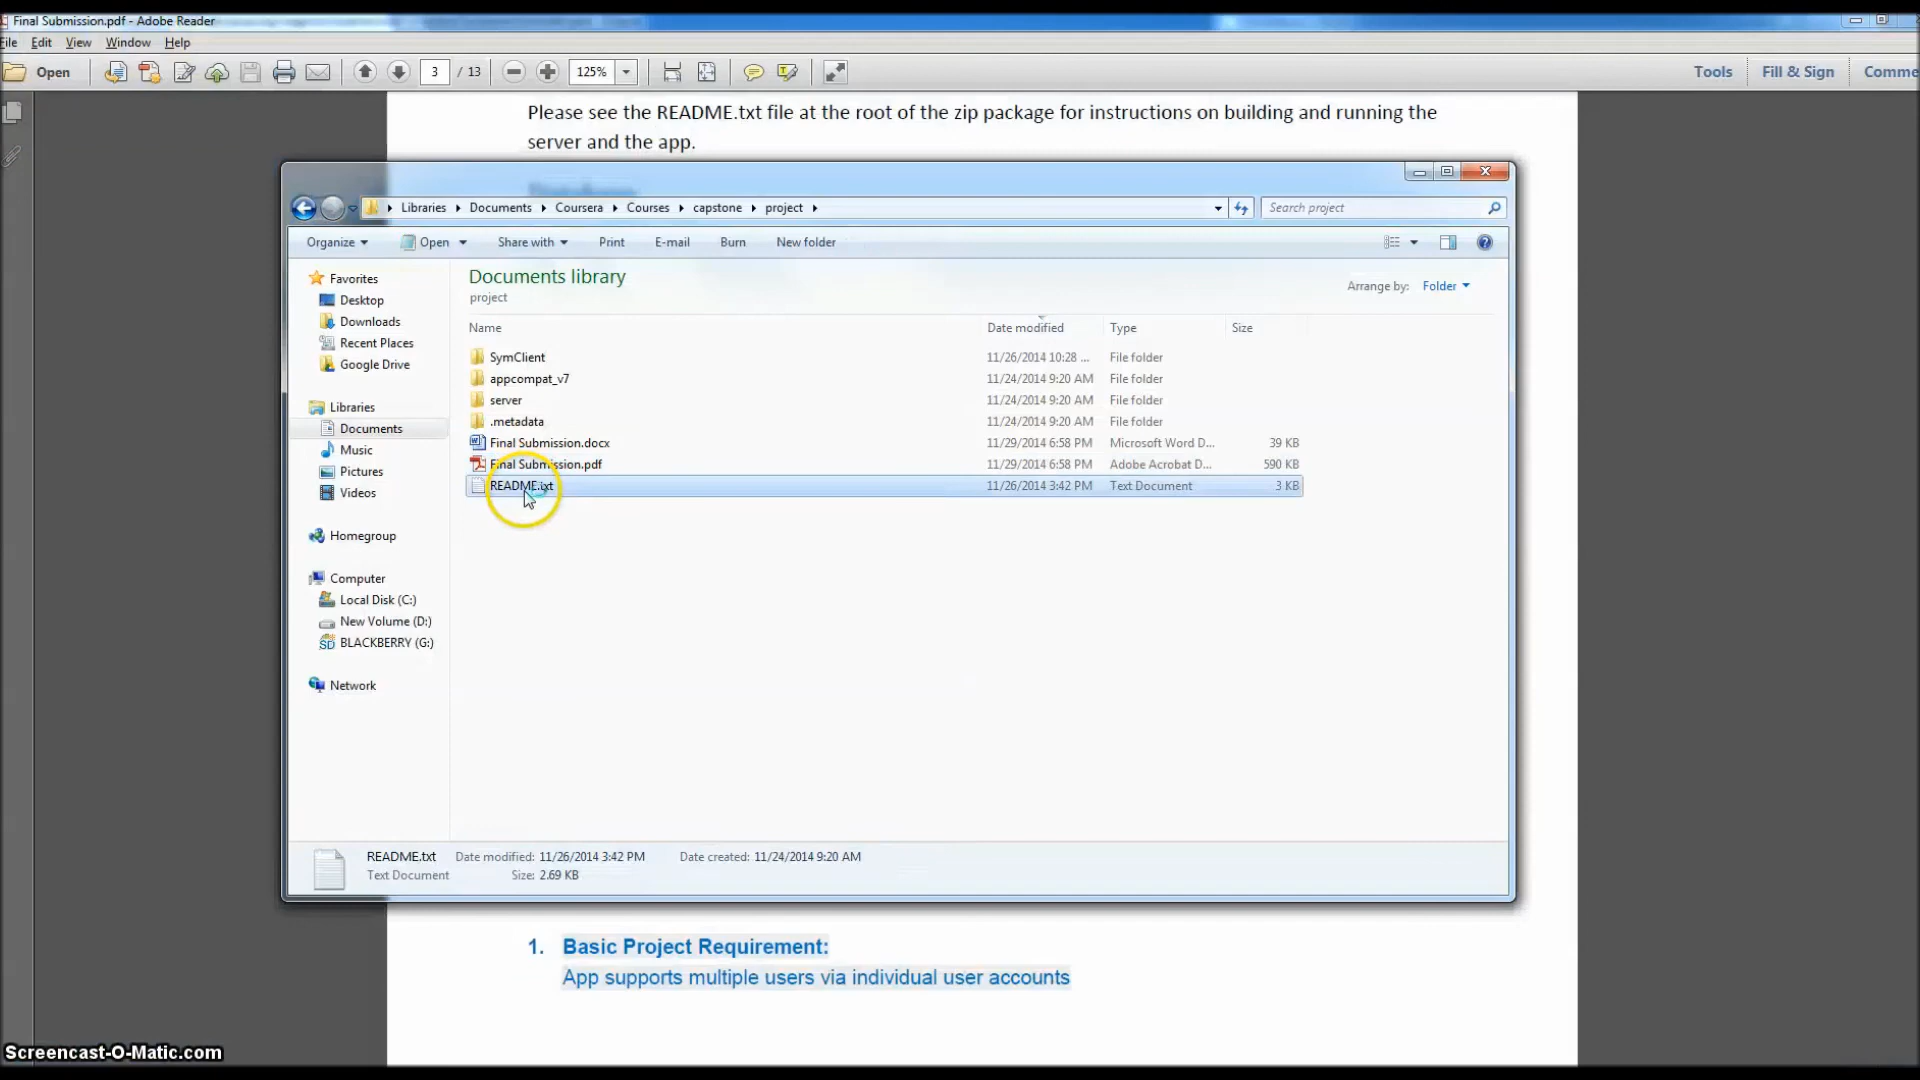 Final Submission.pdf - Adobe Reader
File Edit View Window Help
Open 3 / 13 125% Tools Fill & Sign Comme
Please see the README.txt file at the root of the zip package for instructions on building and running the
server and the app.
Libraries Documents Coursera Courses capstone project Search project
Organize Open Share with Print E-mail Burn New folder
Documents library
project
Arrange by: Folder
Name Date modified Type Size
SymClient 11/26/2014 10:28 ... File folder
appcompat_v7 11/24/2014 9:20 AM File folder
server 11/24/2014 9:20 AM File folder
.metadata 11/24/2014 9:20 AM File folder
Final Submission.docx 11/29/2014 6:58 PM Microsoft Word D... 39 KB
Final Submission.pdf 11/29/2014 6:58 PM Adobe Acrobat D... 590 KB
README.txt 11/26/2014 3:42 PM Text Document 3 KB
Favorites
Desktop
Downloads
Recent Places
Google Drive
Libraries
Documents
Music
Pictures
Videos
Homegroup
Computer
Local Disk (C:)
New Volume (D:)
SD BLACKBERRY (G:)
Network
README.txt Date modified: 11/26/2014 3:42 PM Date created: 11/24/2014 9:20 AM
Text Document Size: 2.69 KB
1. Basic Project Requirement:
App supports multiple users via individual user accounts
Screencast-O-Matic.com